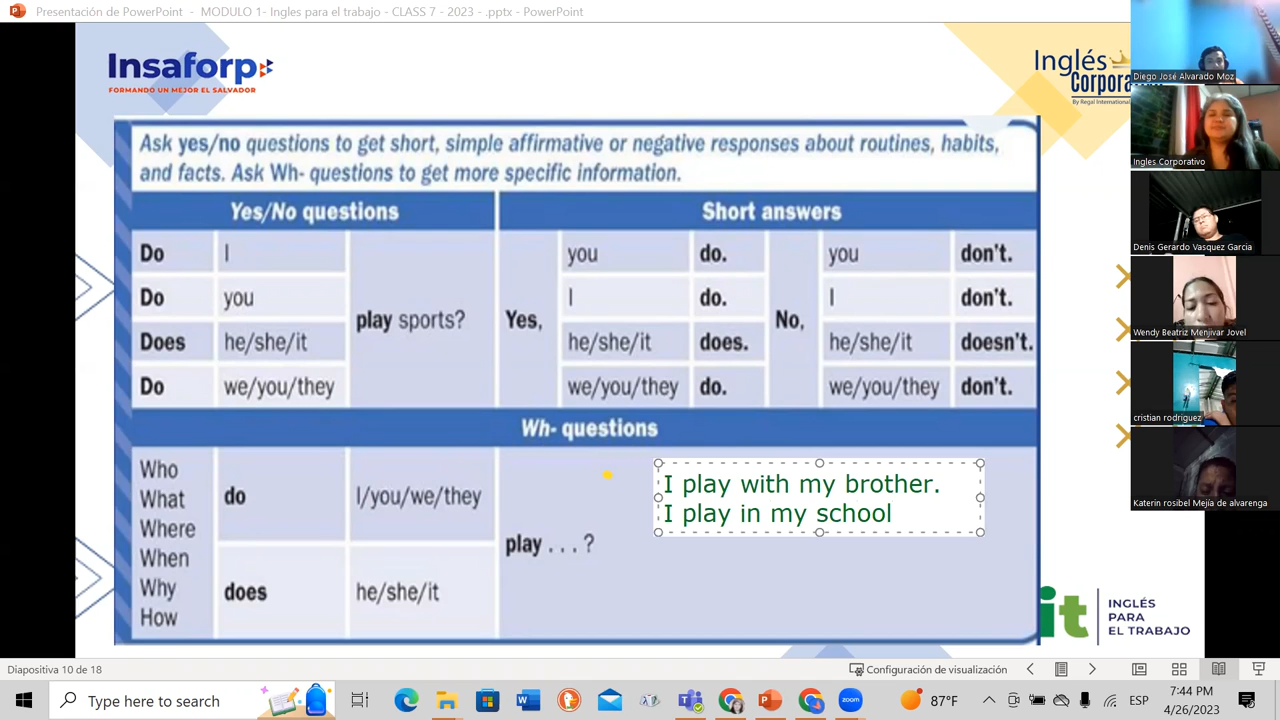 Presentación de PowerPoint - MODULO 1- Ingles para el trabajo - CLASS 7 - 2023 - .pptx - PowerPoint
Insaforp
FORMANDO UN MEJOR EL SALVADOR
Inglés
Corpora
By Regal International
Ask yes/no questions to get short, simple affirmative or negative responses about routines, habits,
and facts. Ask Wh- questions to get more specific information.
Yes/No questions Short answers
Do I you do. you don't.
Do you I do. I don't.
play sports? Yes, No,
Does he/she/it he/she/it does. he/she/it doesn't.
Do we/you/they we/you/they do. we/you/they don't.
Wh- questions
Who
What
Where
When
Why
How
do I/you/we/they
does he/she/it
play . . . ?
I play with my brother.
I play in my school
it
INGLÉS
PARA
EL TRABAJO
Diego José Alvarado Moz
Ingles Corporativo
Denis Gerardo Vasquez Garcia
Wendy Beatriz Menjivar Jovel
cristian rodriguez
Katerin rosibel Mejía de alvarenga
Diapositiva 10 de 18
Configuración de visualización
Type here to search
zoom
87°F
ESP
7:44 PM
4/26/2023